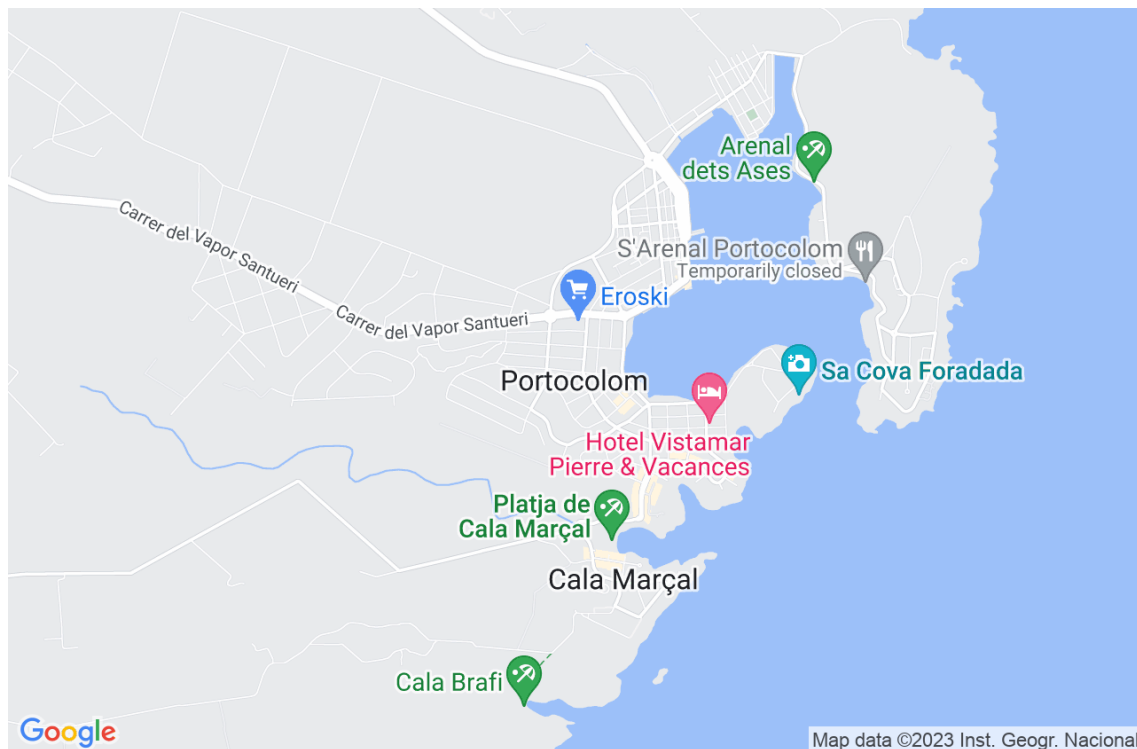 Arenal
dets Ases
Carrer del Vapor Santueri
S'Arenal Portocolom
Temporarily closed
Eroski
Carrer del Vapor Santueri
Portocolom
Sa Cova Foradada
Hotel Vistamar
Pierre & Vacances
Platja de
Cala Marçal
Cala Marçal
Cala Brafi
Google
Map data ©2023 Inst. Geogr. Nacional